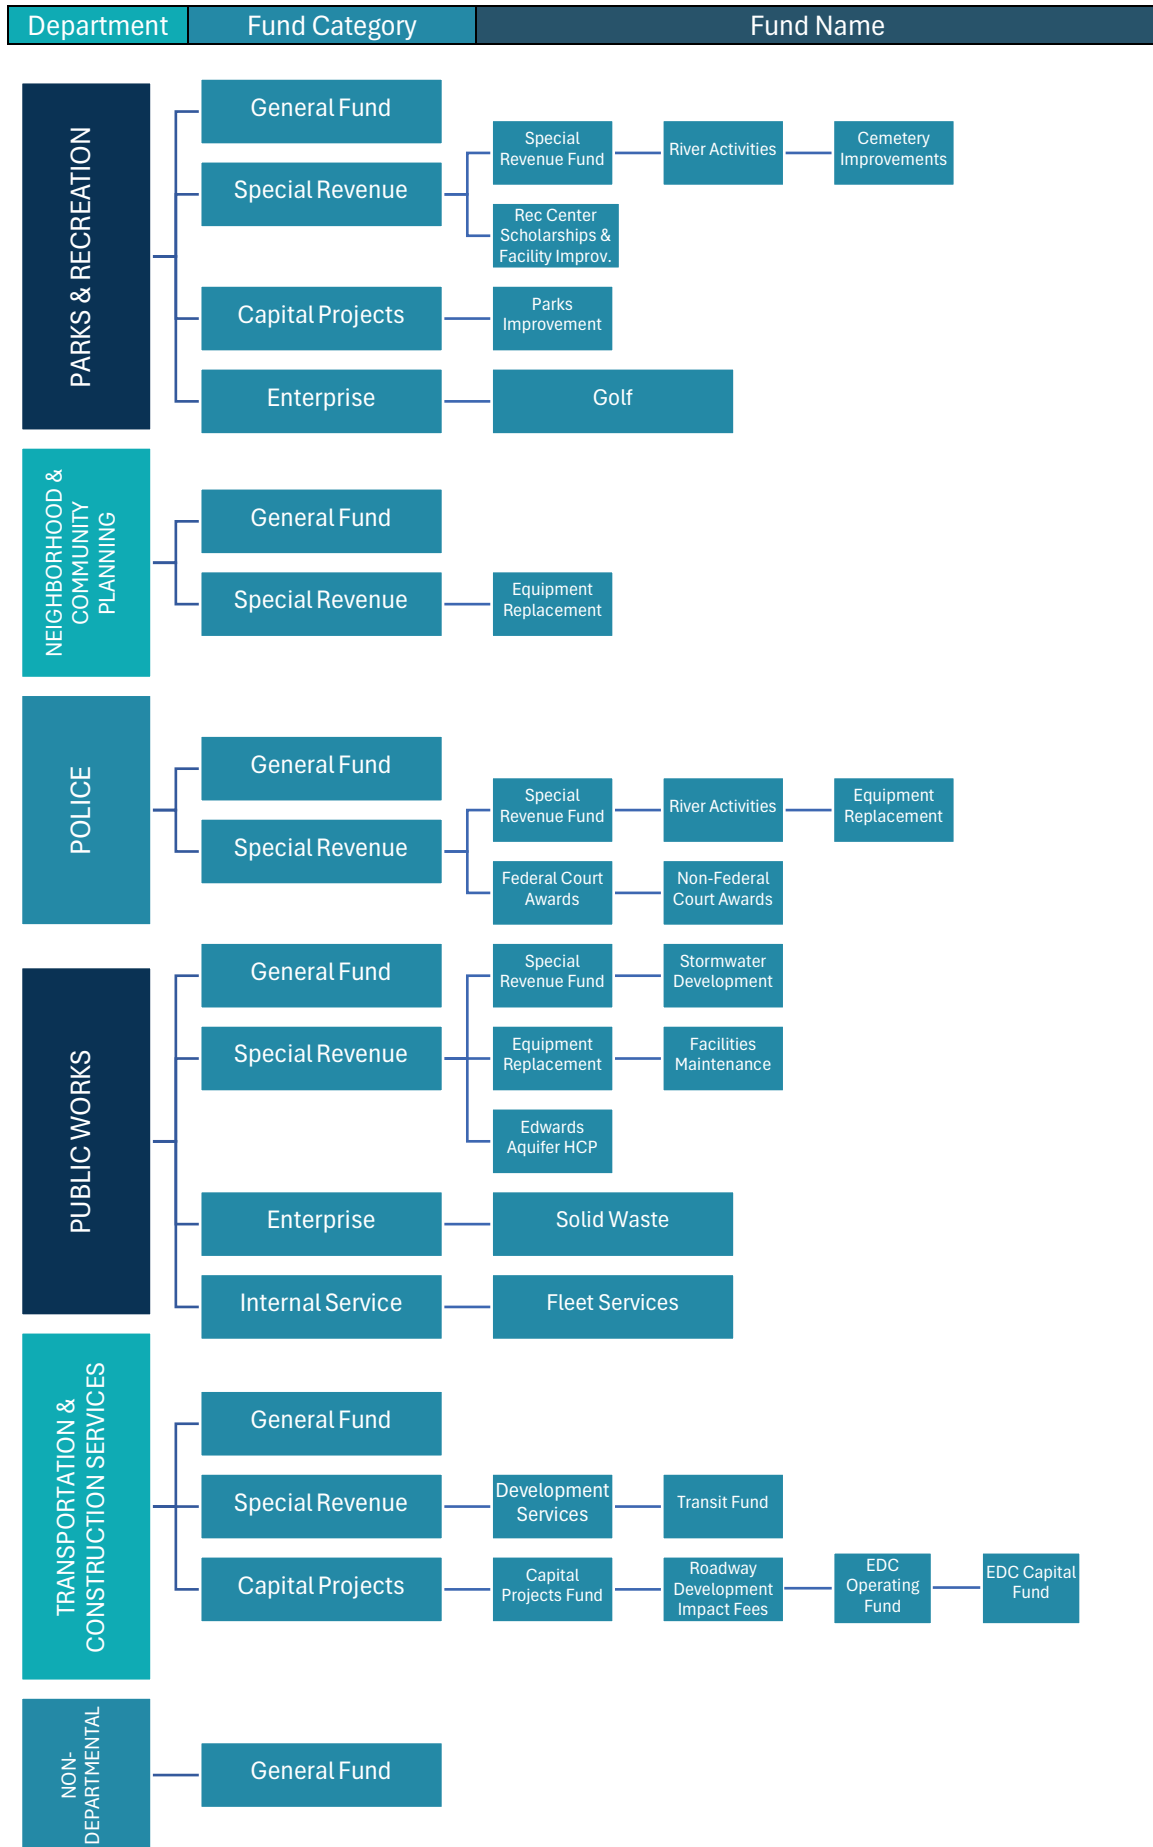 Department
Fund Category
Fund Name
PARKS & RECREATION
General Fund
Special Revenue
Special
Revenue Fund
River Activities
Cemetery
Improvements
Rec Center
Scholarships &
Facility Improv.
Capital Projects
Parks
Improvement
Enterprise
Golf
NEIGHBORHOOD &
COMMUNITY
PLANNING
General Fund
Special Revenue
Equipment
Replacement
POLICE
General Fund
Special Revenue
Special
Revenue Fund
River Activities
Equipment
Replacement
Federal Court
Awards
Non-Federal
Court Awards
PUBLIC WORKS
General Fund
Special Revenue
Special
Revenue Fund
Stormwater
Development
Equipment
Replacement
Facilities
Maintenance
Edwards
Aquifer HCP
Enterprise
Solid Waste
Internal Service
Fleet Services
TRANSPORTATION &
CONSTRUCTION SERVICES
General Fund
Special Revenue
Development
Services
Transit Fund
Capital Projects
Capital
Projects Fund
Roadway
Development
Impact Fees
EDC
Operating
Fund
EDC Capital
Fund
NON-
DEPARTMENTAL
General Fund